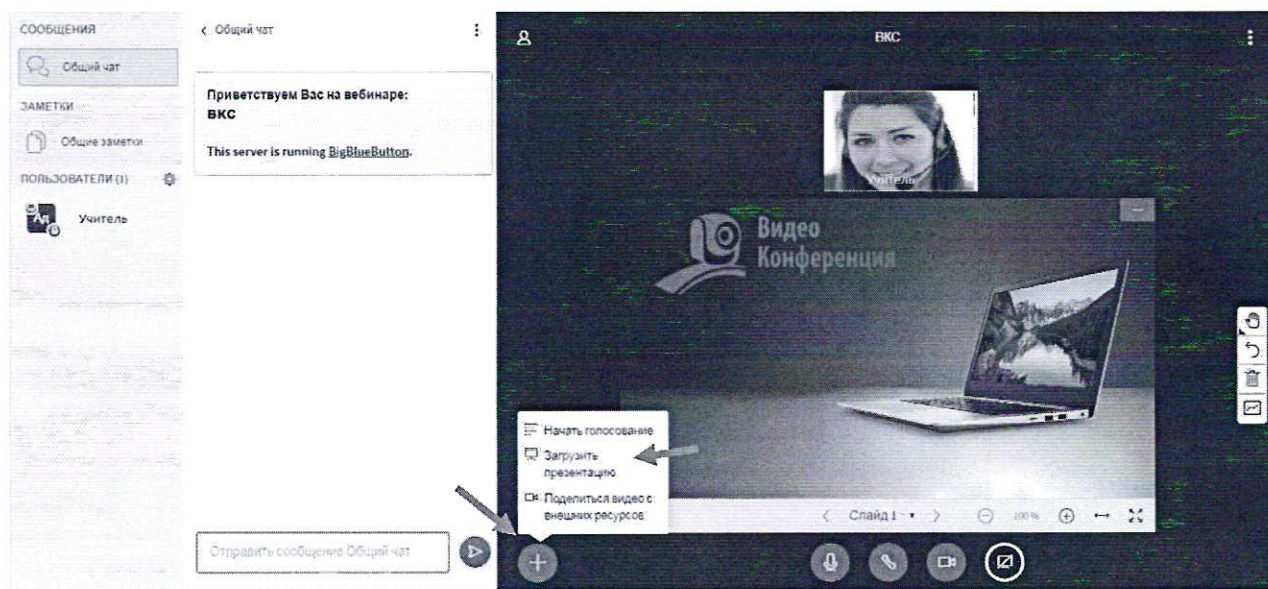 СООБЩЕНИЯ
Общий чат
ЗАМЕТКИ
Общие заметки
ПОЛЬЗОВАТЕЛИ (1)
Ад
Учитель
Общий чат
Приветствуем Вас на вебинаре:
ВКС
This server is running BigBlueButton.
Отправить сообщение Общий чат
ВКС
Учитель
Видео
Конференция
Начать голосование
Загрузить
презентацию
Поделиться видео с
внешних ресурсов
Слайд 1
100%